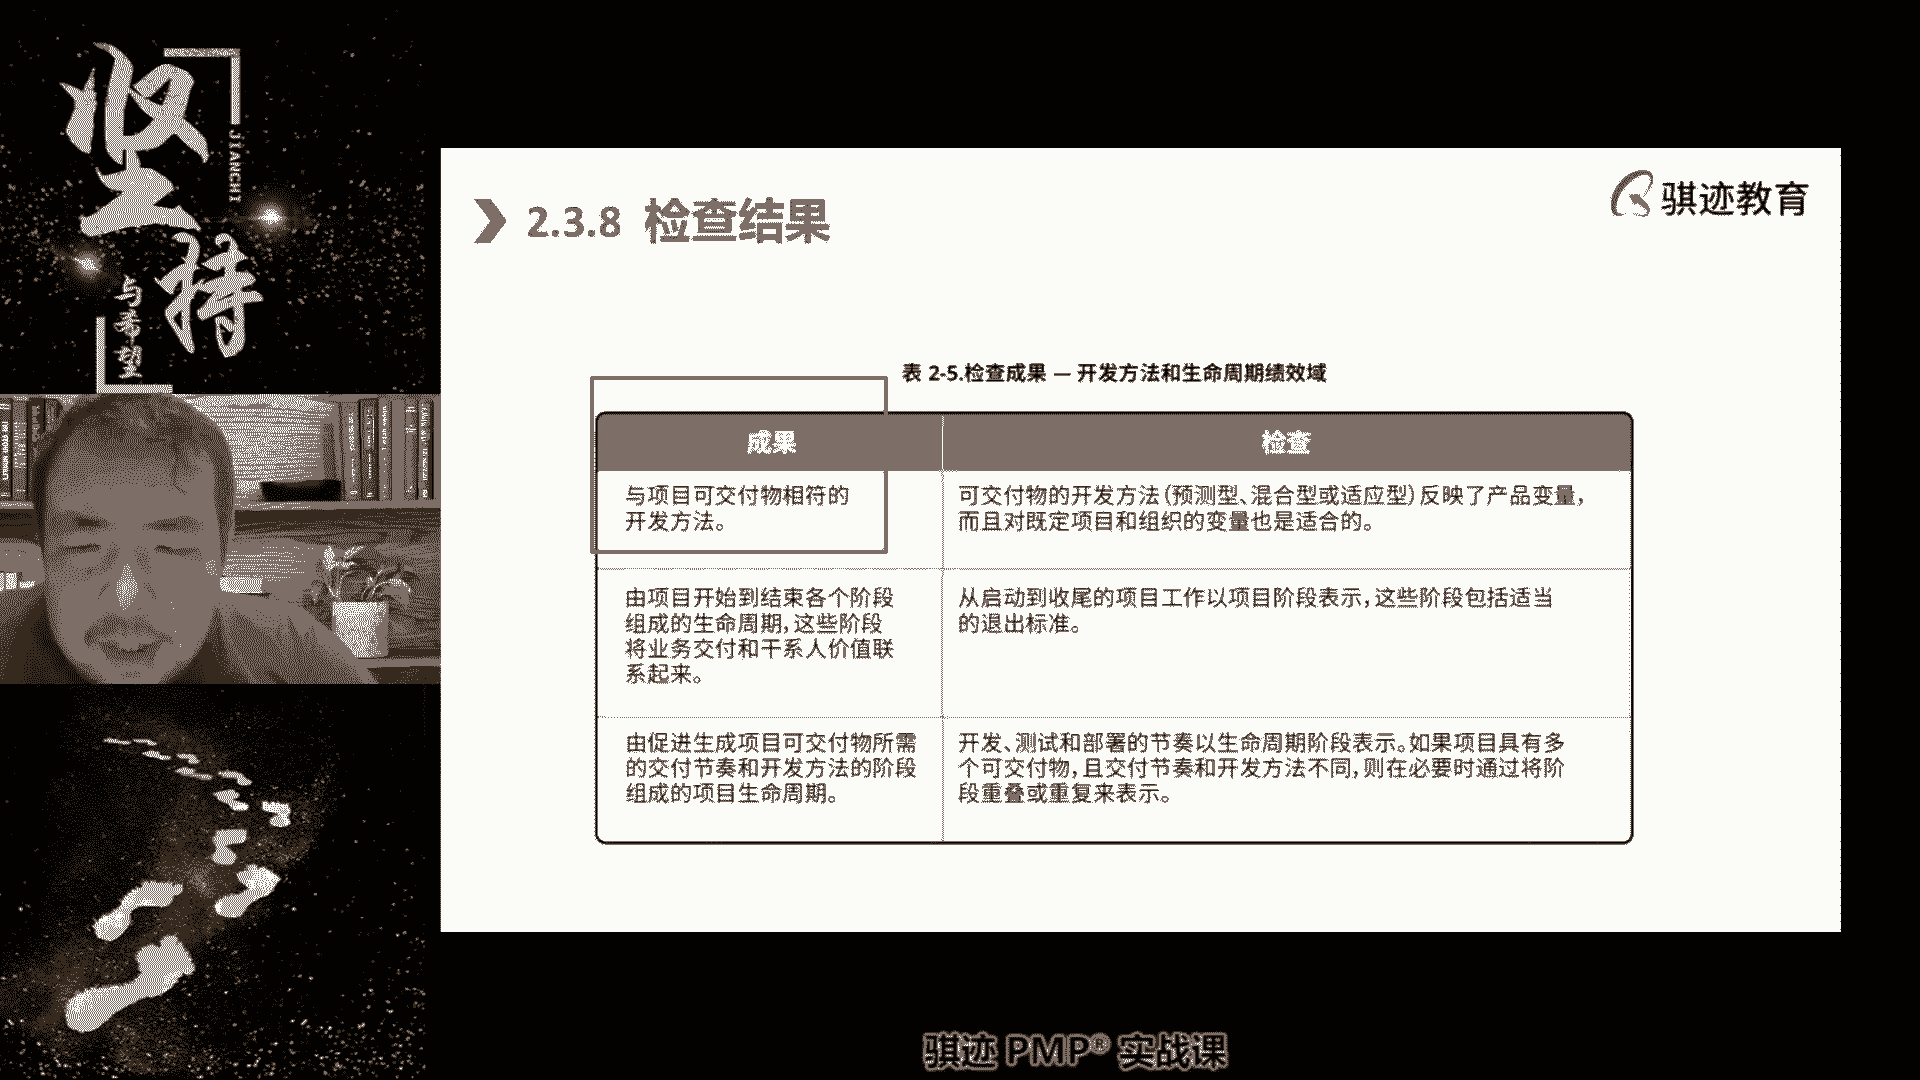 坚持
JIANCHI
与希望
骐迹教育
2.3.8 检查结果
表 2-5.检查成果 — 开发方法和生命周期绩效域
成果
检查
与项目可交付物相符的
开发方法。
可交付物的开发方法(预测型、混合型或适应型)反映了产品变量,
而且对既定项目和组织的变量也是适合的。
由项目开始到结束各个阶段
组成的生命周期,这些阶段
将业务交付和干系人价值联
系起来。
从启动到收尾的项目工作以项目阶段表示,这些阶段包括适当
的退出标准。
由促进生成项目可交付物所需
的交付节奏和开发方法的阶段
组成的项目生命周期。
开发、测试和部署的节奏以生命周期阶段表示。如果项目具有多
个可交付物,且交付节奏和开发方法不同,则在必要时通过将阶
段重叠或重复来表示。
骐迹 PMP® 实战课